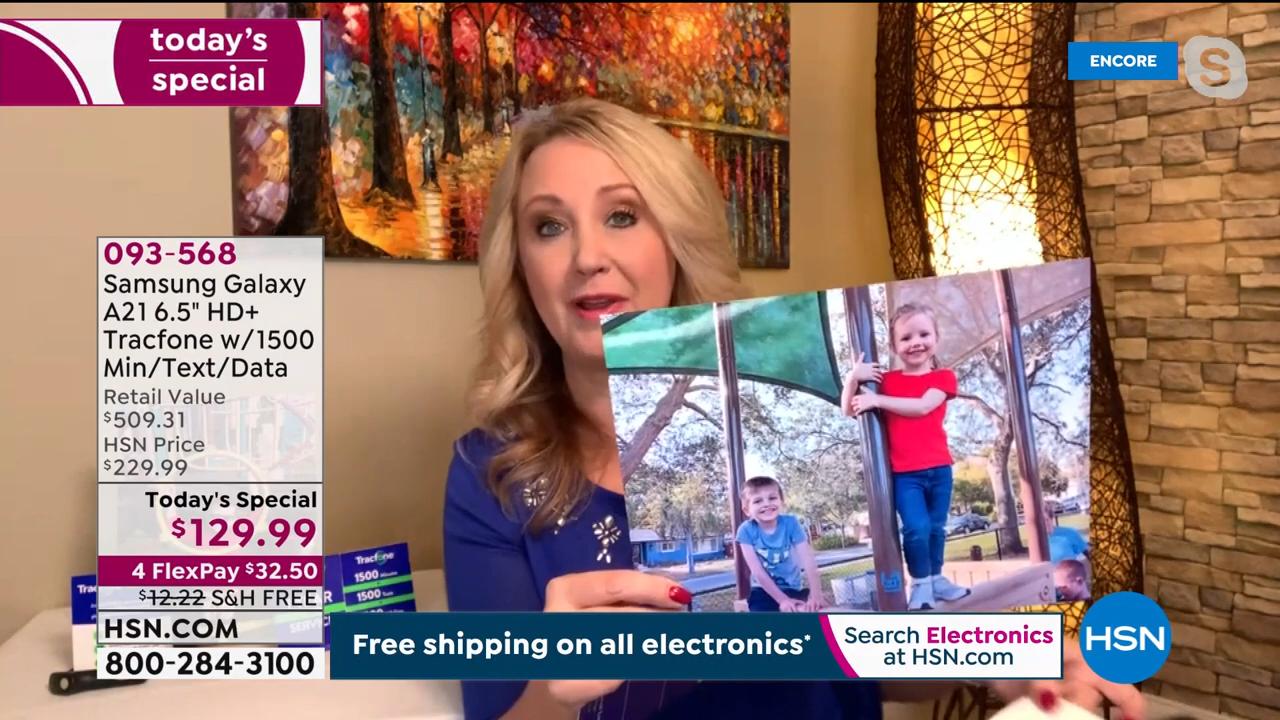 today's
special
ENCORE
S
093-568
Samsung Galaxy
A21 6.5" HD+
Tracfone w/1500
Min/Text/Data
Retail Value
$509.31
HSN Price
$229.99
Today's Special
$129.99
4 FlexPay $32.50
$12.22 S&H FREE
HSN.COM
800-284-3100
Tracfone
1500
1500
Free shipping on all electronics*
Search Electronics
at HSN.com
HSN